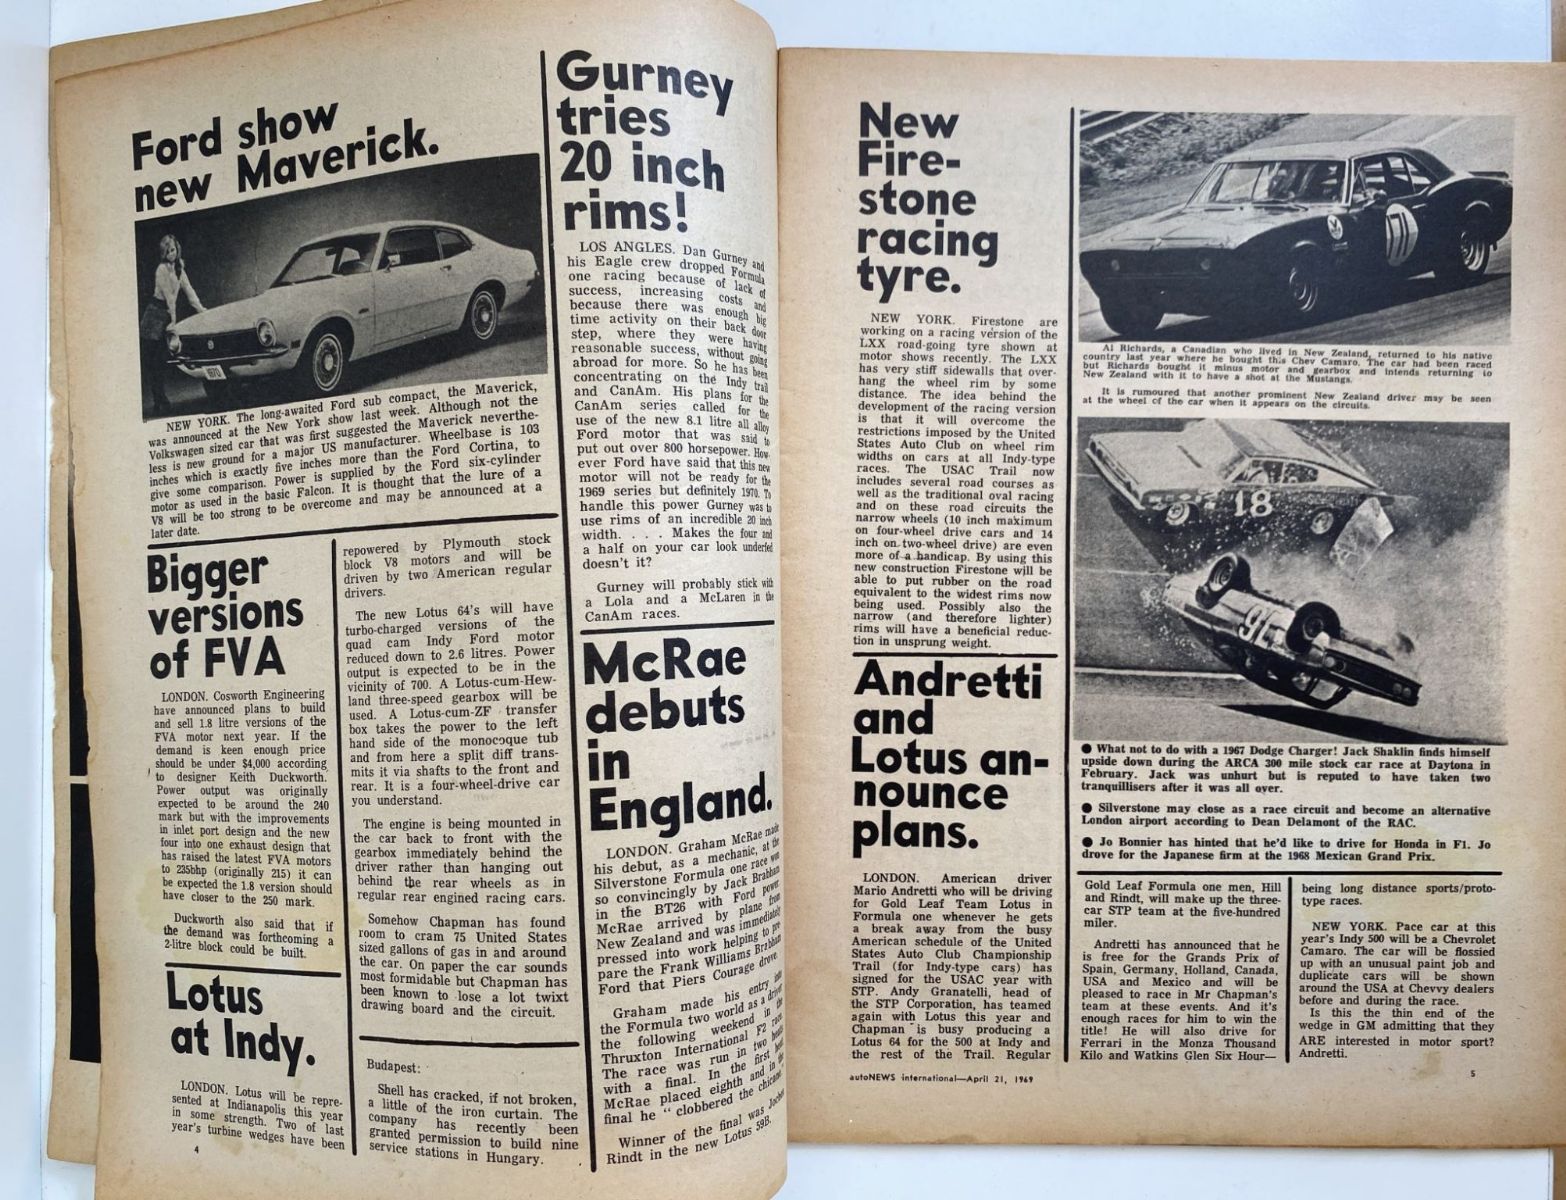 Ford show
new Maverick.
1970
NEW YORK. The long-awaited Ford sub compact, the Maverick,
was announced at the New York show last week. Although not the
Volkswagen sized car that was first suggested the Maverick neverthe-
less is new ground for a major US manufacturer. Wheelbase is 103
inches which is exactly five inches more than the Ford Cortina, to
give some comparison. Power is supplied by the Ford six-cylinder
motor as used in the basic Falcon. It is thought that the lure of a
V8 will be too strong to be overcome and may be announced at a
later date.
Bigger
versions
of FVA
LONDON. Cosworth Engineering
have announced plans to build
and sell 1.8 litre versions of the
FVA motor next year. If the
demand is keen enough price
should be under $4,000 according
to designer Keith Duckworth.
Power output was originally
expected to be around the 240
mark but with the improvements
in inlet port design and the new
four into one exhaust design that
has raised the latest FVA motors
to 235bhp (originally 215) it can
be expected the 1.8 version should
have closer to the 250 mark.
Duckworth also said that if
the demand was forthcoming a
2-litre block could be built.
Lotus
at Indy.
LONDON. Lotus will be repre-
sented at Indianapolis this year
in some strength. Two of last
year's turbine wedges have been
4
repowered by Plymouth stock
block V8 motors and will be
driven by two American regular
drivers.
The new Lotus 64's will have
turbo-charged versions of the
quad cam Indy Ford motor
reduced down to 2.6 litres. Power
output is expected to be in the
vicinity of 700. A Lotus-cum-Hew-
land three-speed gearbox will be
used. A Lotus-cum-ZF transfer
box takes the power to the left
hand side of the monocoque tub
and from here a split diff trans-
mits it via shafts to the front and
rear. It is a four-wheel-drive car
you understand.
The engine is being mounted in
the car back to front with the
gearbox immediately behind the
driver rather than hanging out
behind the rear wheels as in
regular rear engined racing cars.
Somehow Chapman has found
room to cram 75 United States
sized gallons of gas in and around
the car. On paper the car sounds
most formidable but Chapman has
been known to lose a lot twixt
drawing board and the circuit.
Budapest:
Shell has cracked, if not broken,
a little of the iron curtain. The
company has recently been
granted permission to build nine
service stations in Hungary.
Gurney
tries
20 inch
rims!
LOS ANGLES. Dan Gurney and
his Eagle crew dropped Formula
one racing because of lack of
success, increasing costs and
because there was enough big
time activity on their back door
step, where they were having
reasonable success, without going
abroad for more. So he has been
concentrating on the Indy trail
and CanAm. His plans for the
CanAm series called for the
use of the new 8.1 litre all alloy
Ford motor that was said to
put out over 800 horsepower. How-
ever Ford have said that this new
motor will not be ready for the
1969 series but definitely 1970. To
handle this power Gurney was to
use rims of an incredible 20 inch
width. . . . Makes the four and
a half on your car look underfed
doesn't it?
Gurney will probably stick with
a Lola and a McLaren in the
CanAm races.
McRae
debuts
in
England.
LONDON. Graham McRae made
his debut, as a mechanic, at the
Silverstone Formula one race won
so convincingly by Jack Brabham
in the BT26 with Ford power.
McRae arrived by plane from
New Zealand and was immediately
pressed into work helping to pre-
pare the Frank Williams Brabham
Ford that Piers Courage drove.
Graham made his entry into
the Formula two world as a driver
the following weekend in the
Thruxton International F2 race.
The race was run in two heats
with a final. In the first heat
McRae placed eighth and in the
final he " clobbered the chicane.
Winner of the final was Jochen
Rindt in the new Lotus 59B.
New
Fire-
stone
racing
tyre.
NEW YORK. Firestone are
working on a racing version of the
LXX road-going tyre shown at
motor shows recently. The LXX
has very stiff sidewalls that over-
hang the wheel rim by some
distance. The idea behind the
development of the racing version
is that it will overcome the
restrictions imposed by the United
States Auto Club on wheel rim
widths on cars at all Indy-type
races. The USAC Trail now
includes several road courses as
well as the traditional oval racing
and on these road circuits the
narrow wheels (10 inch maximum
on four-wheel drive cars and 14
inch on two-wheel drive) are even
more of a handicap. By using this
new construction Firestone will be
able to put rubber on the road
equivalent to the widest rims now
being used. Possibly also the
narrow (and therefore lighter)
rims will have a beneficial reduc-
tion in unsprung weight.
Andretti
and
Lotus an-
nounce
plans.
LONDON. American driver
Mario Andretti who will be driving
for Gold Leaf Team Lotus in
Formula one whenever he gets
a break away from the busy
American schedule of the United
States Auto Club Championship
Trail (for Indy-type cars) has
signed for the USAC year with
STP. Andy Granatelli, head of
the STP Corporation, has teamed
again with Lotus this year and
Chapman is busy producing a
Lotus 64 for the 500 at Indy and
the rest of the Trail. Regular
autoNEWS international—April 21, 1969
171
Al Richards, a Canadian who lived in New Zealand, returned to his native
country last year where he bought this Chev Camaro. The car had been raced
but Richards bought it minus motor and gearbox and intends returning to
New Zealand with it to have a shot at the Mustangs.
It is rumoured that another prominent New Zealand driver may be seen
at the wheel of the car when it appears on the circuits.
18
● What not to do with a 1967 Dodge Charger! Jack Shaklin finds himself
upside down during the ARCA 300 mile stock car race at Daytona in
February. Jack was unhurt but is reputed to have taken two
tranquillisers after it was all over.
● Silverstone may close as a race circuit and become an alternative
London airport according to Dean Delamont of the RAC.
● Jo Bonnier has hinted that he'd like to drive for Honda in F1. Jo
drove for the Japanese firm at the 1968 Mexican Grand Prix.
Gold Leaf Formula one men, Hill
and Rindt, will make up the three-
car STP team at the five-hundred
miler.
Andretti has announced that he
is free for the Grands Prix of
Spain, Germany, Holland, Canada,
USA and Mexico and will be
pleased to race in Mr Chapman's
team at these events. And it's
enough races for him to win the
title! He will also drive for
Ferrari in the Monza Thousand
Kilo and Watkins Glen Six Hour—
being long distance sports/proto-
type races.
NEW YORK. Pace car at this
year's Indy 500 will be a Chevrolet
Camaro. The car will be flossied
up with an unusual paint job and
duplicate cars will be shown
around the USA at Chevvy dealers
before and during the race.
Is this the thin end of the
wedge in GM admitting that they
ARE interested in motor sport?
Andretti.
5